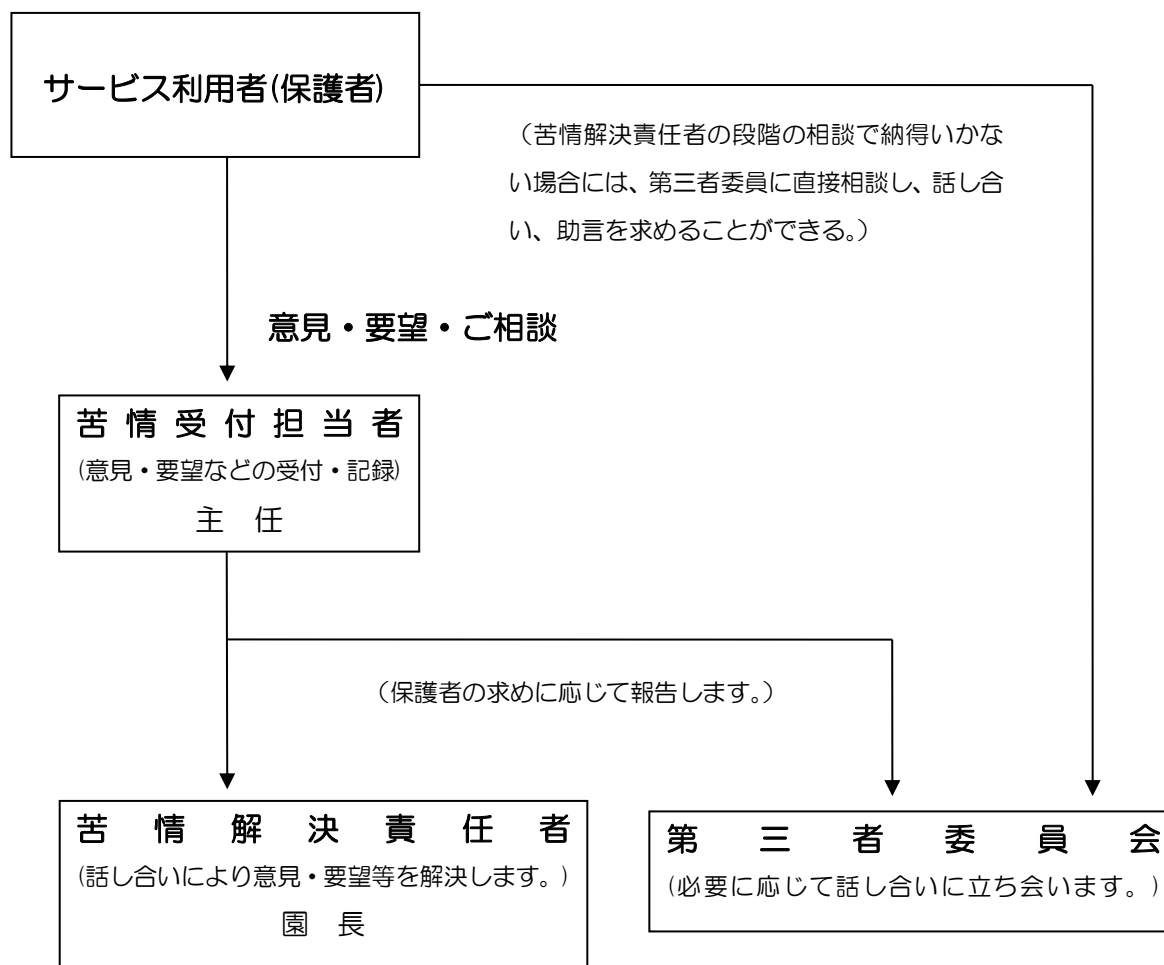 サービス利用者(保護者)
（苦情解決責任者の段階の相談で納得いかな
い場合には、第三者委員に直接相談し、話し合
い、助言を求めることができる。）
意見・要望・ご相談
苦情受付担当者
(意見・要望などの受付・記録)
主　任
（保護者の求めに応じて報告します。）
苦情解決責任者
(話し合いにより意見・要望等を解決します。)
園　長
第三者委員会
(必要に応じて話し合いに立ち会います。)